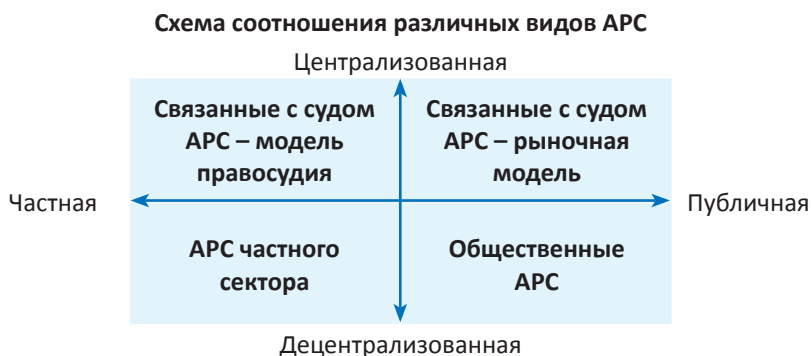 Схема соотношения различных видов АРС
Централизованная
Связанные с судом
АРС – модель
правосудия
Связанные с судом
АРС – рыночная
модель
Частная
Публичная
АРС частного
сектора
Общественные
АРС
Децентрализованная